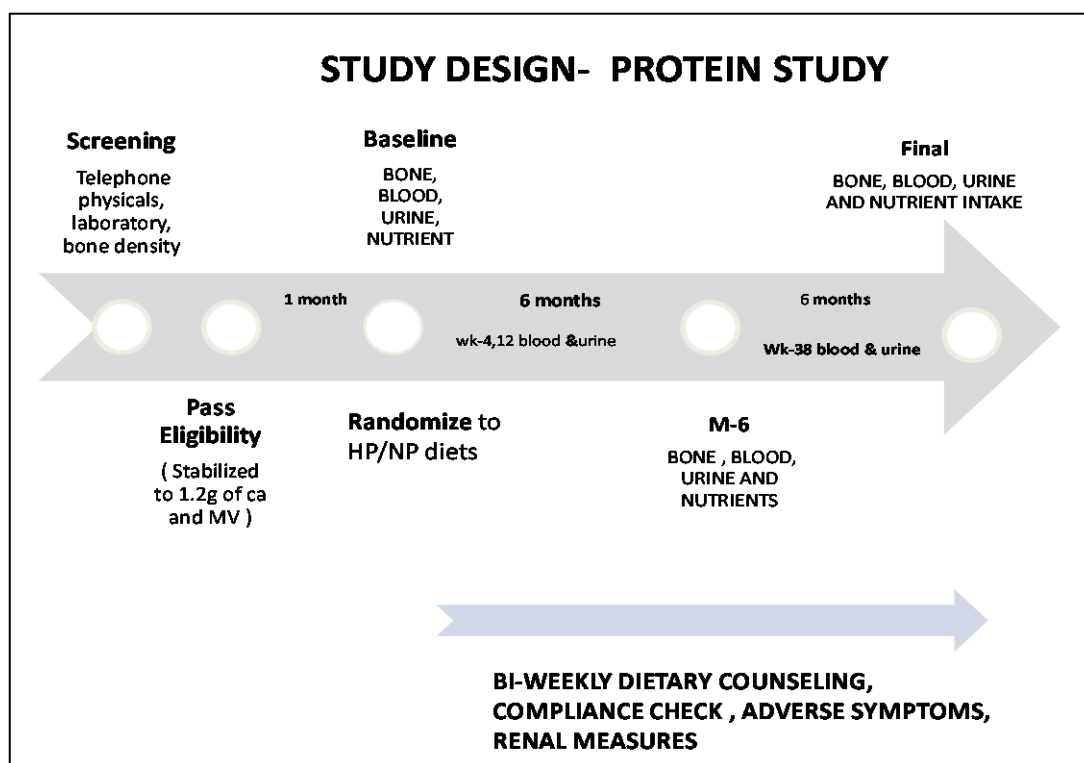 STUDY DESIGN- PROTEIN STUDY
Screening
Telephone
physicals,
laboratory,
bone density
Baseline
BONE,
BLOOD,
URINE,
NUTRIENT
Final
BONE, BLOOD, URINE
AND NUTRIENT INTAKE
1 month
6 months
wk-4,12 blood &urine
6 months
Wk-38 blood & urine
Pass
Eligibility
( Stabilized
to 1.2g of ca
and MV )
Randomize to
HP/NP diets
M-6
BONE , BLOOD,
URINE AND
NUTRIENTS
BI-WEEKLY DIETARY COUNSELING,
COMPLIANCE CHECK , ADVERSE SYMPTOMS,
RENAL MEASURES